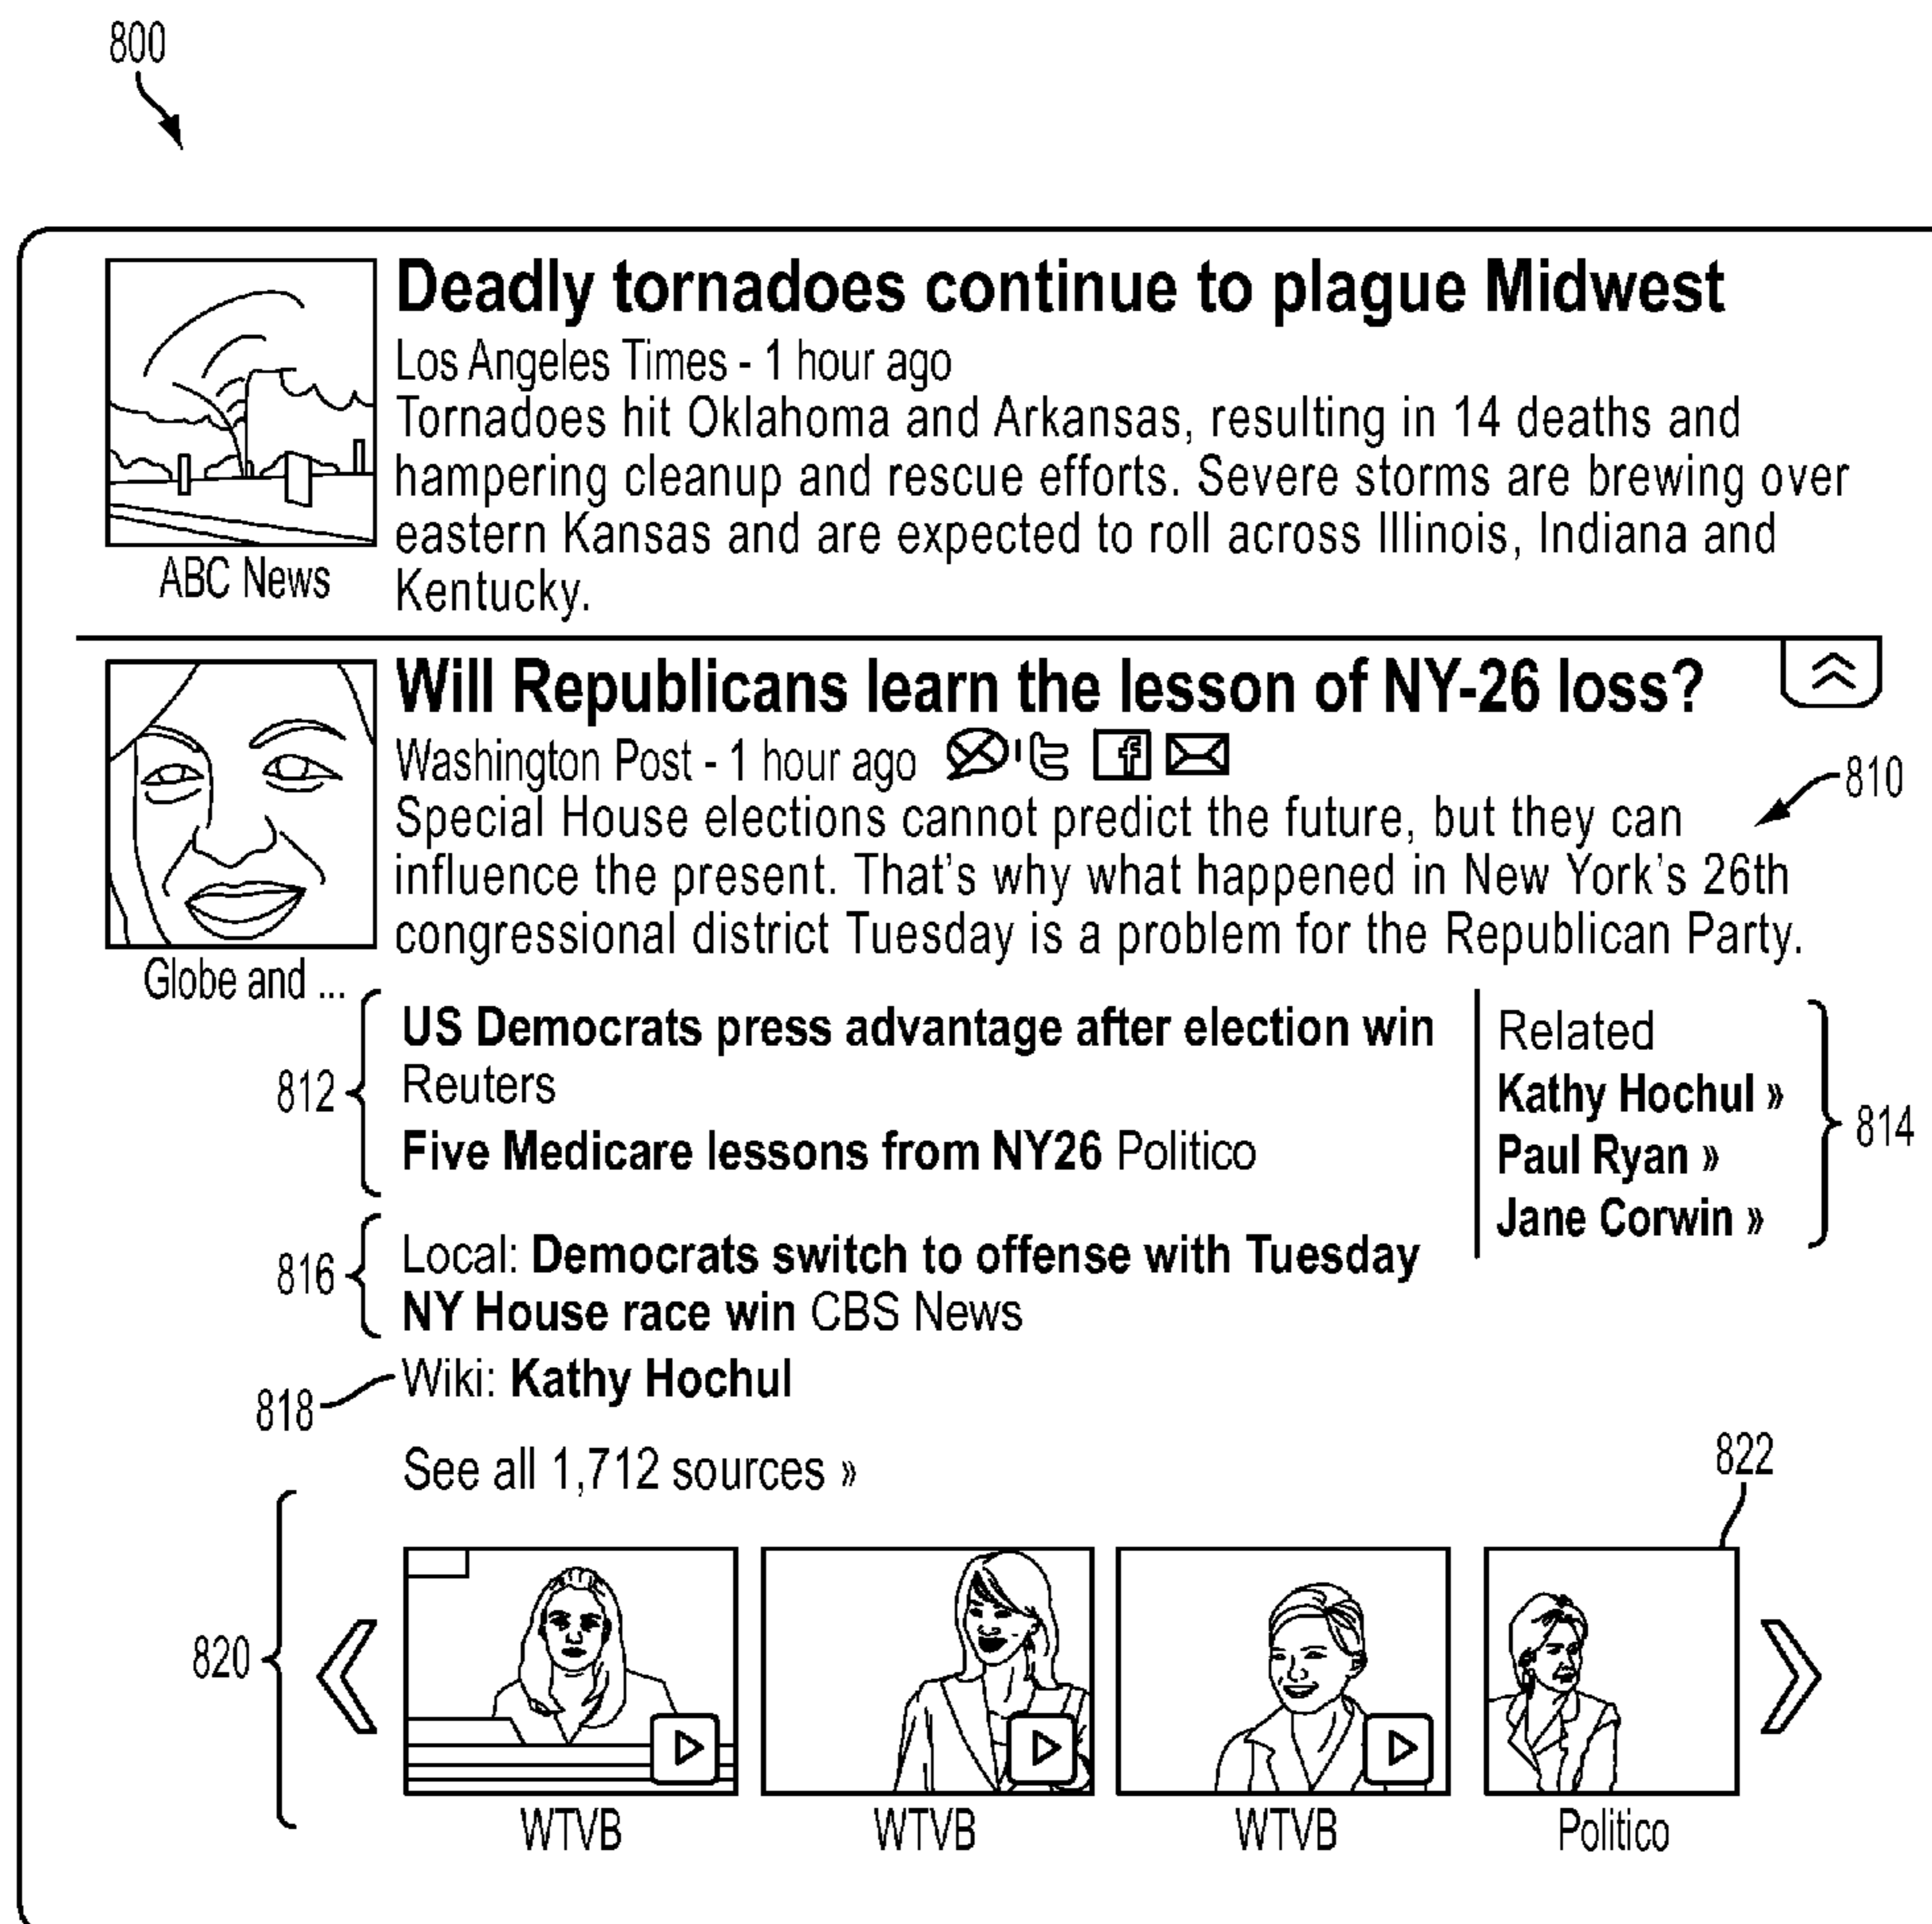 800
Deadly tornadoes continue to plague Midwest
Los Angeles Times - 1 hour ago
Tornadoes hit Oklahoma and Arkansas, resulting in 14 deaths and
hampering cleanup and rescue efforts. Severe storms are brewing over
eastern Kansas and are expected to roll across Illinois, Indiana and
Kentucky.
ABC News
Will Republicans learn the lesson of NY-26 loss?
Washington Post - 1 hour ago
810
Special House elections cannot predict the future, but they can
influence the present. That's why what happened in New York's 26th
congressional district Tuesday is a problem for the Republican Party.
Globe and ...
812
US Democrats press advantage after election win
Reuters
Five Medicare lessons from NY26 Politico
Related
Kathy Hochul »
Paul Ryan »
Jane Corwin »
814
816
Local: Democrats switch to offense with Tuesday
NY House race win CBS News
818
Wiki: Kathy Hochul
See all 1,712 sources »
822
820
WTVB
WTVB
WTVB
Politico